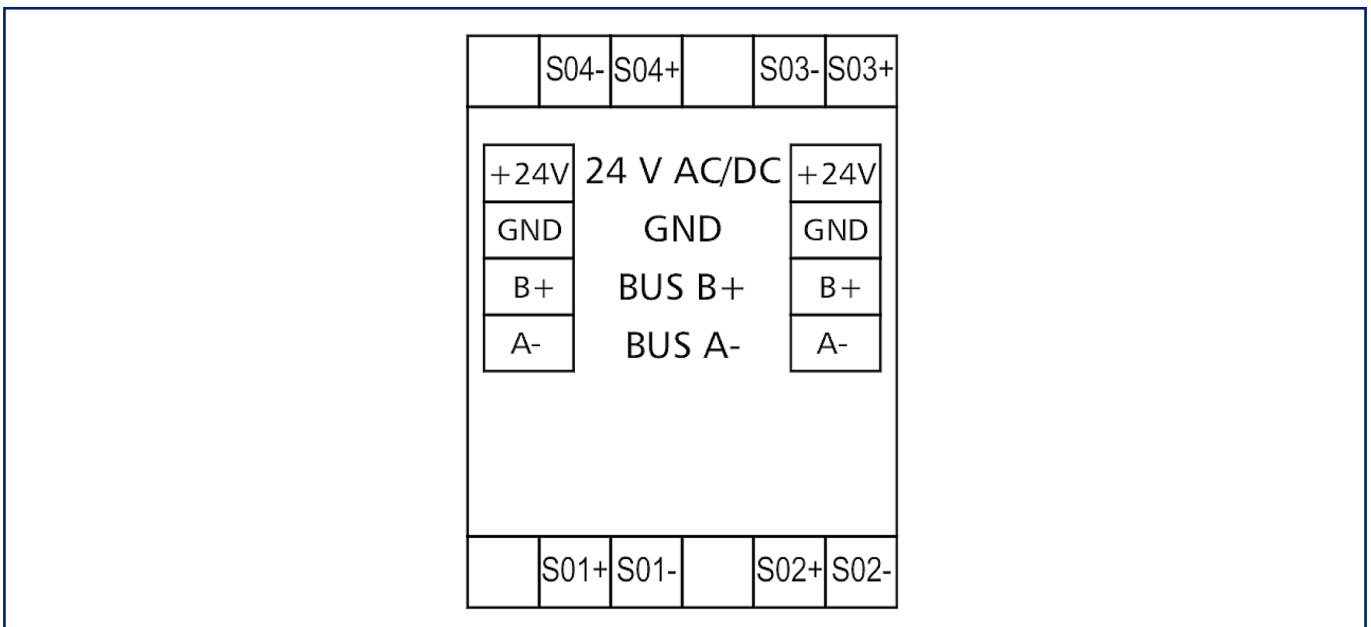 S04- S04+ S03- S03+
+24V 24 V AC/DC +24V
GND GND GND
B+ BUS B+ B+
A- BUS A- A-
S01+ S01- S02+ S02-